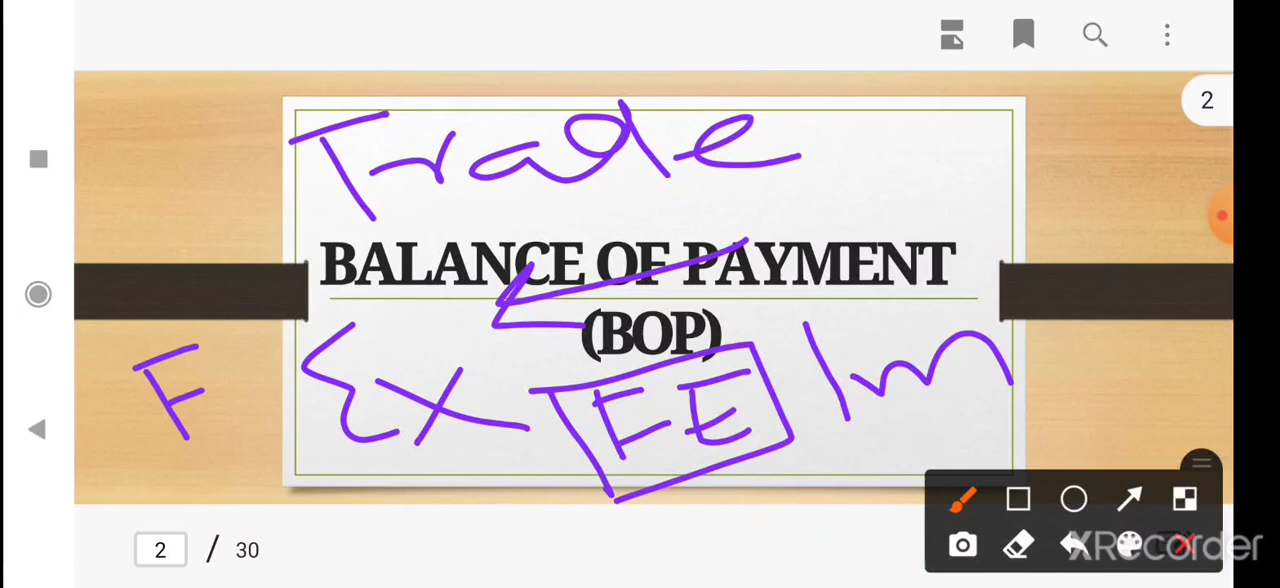 2
Trade
BALANCE OF PAYMENT
(BOP)
F Ex FE Im
2 / 30
XRecorder